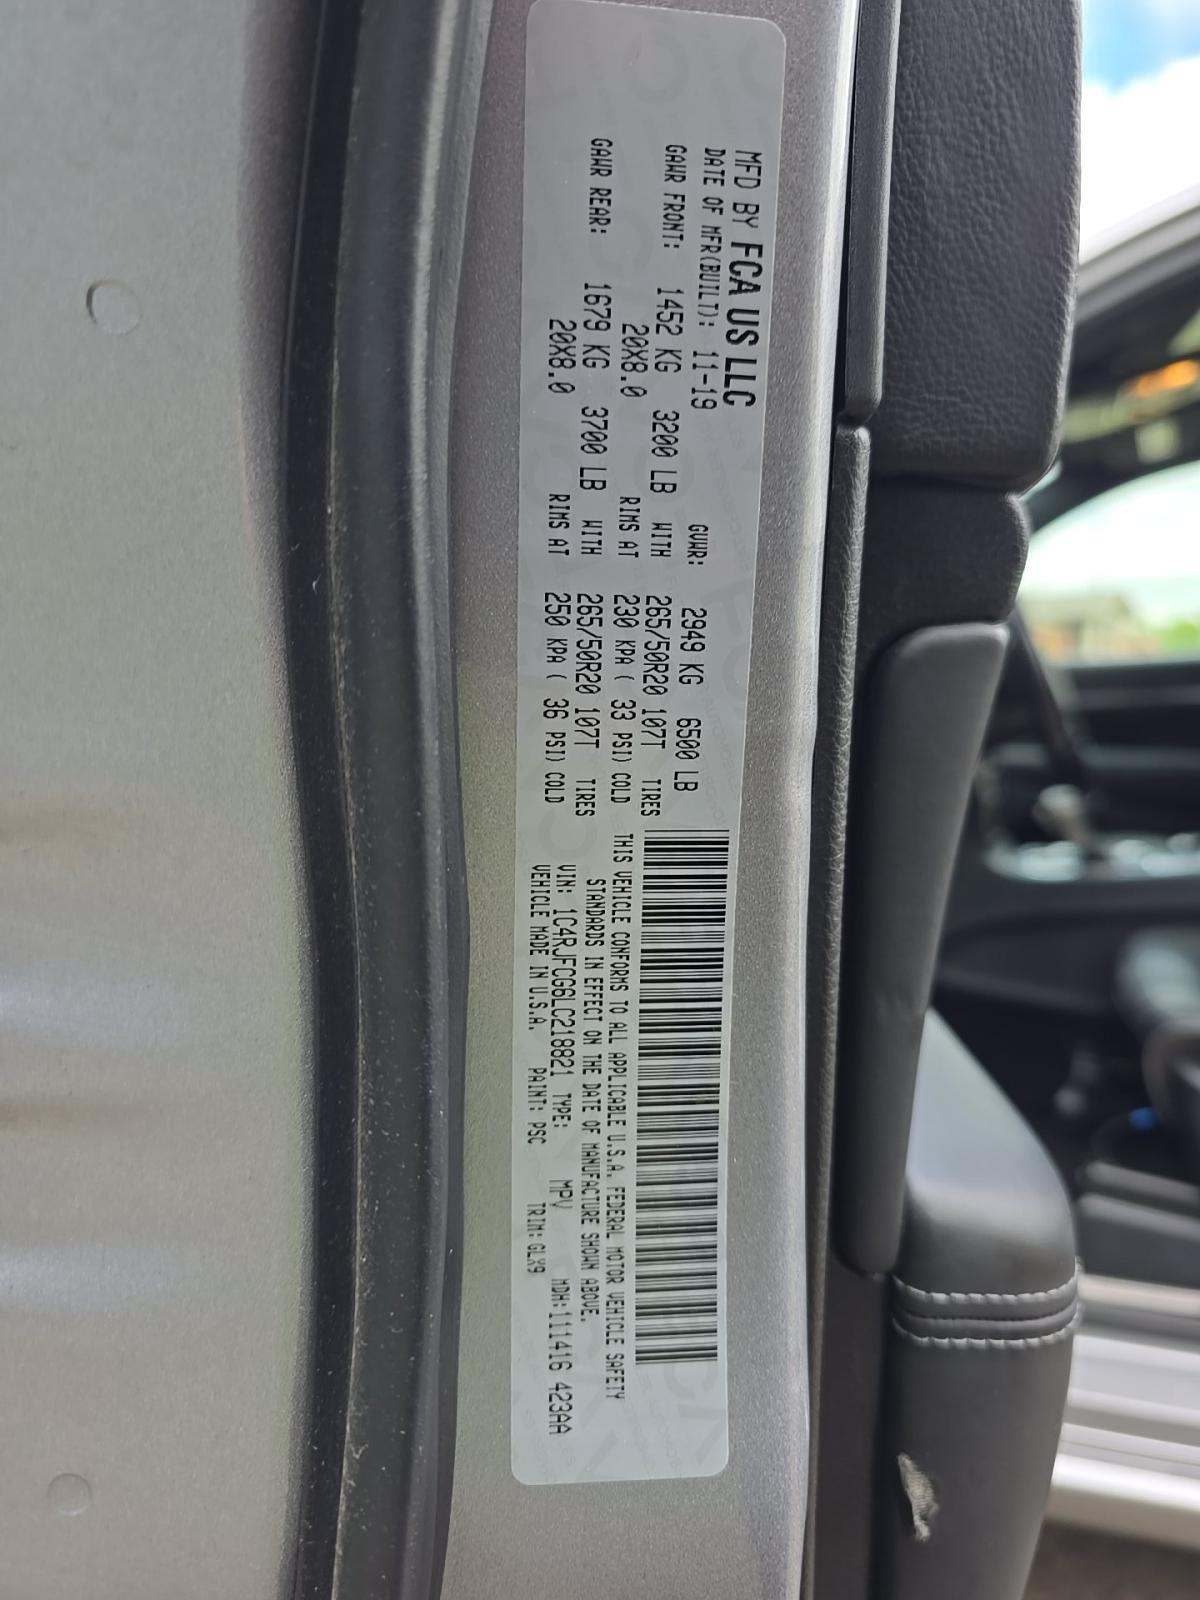 MFD BY FCA US LLC
DATE OF MFR(BUILT): 11-19 GVWR: 2949 KG 6500 LB
GAWR FRONT: 1452 KG 3200 LB WITH 265/50R20 107T TIRES
20X8.0 RIMS AT 230 KPA ( 33 PSI) COLD
GAWR REAR: 1679 KG 3700 LB WITH 265/50R20 107T TIRES
20X8.0 RIMS AT 250 KPA ( 36 PSI) COLD
THIS VEHICLE CONFORMS TO ALL APPLICABLE U.S.A. FEDERAL MOTOR VEHICLE SAFETY
STANDARDS IN EFFECT ON THE DATE OF MANUFACTURE SHOWN ABOVE.
VIN: 1C4RJFCG6LC218821 TYPE: MPV MDH:111416 423AA
VEHICLE MADE IN U.S.A. PAINT: PSC TRIM: GLX9